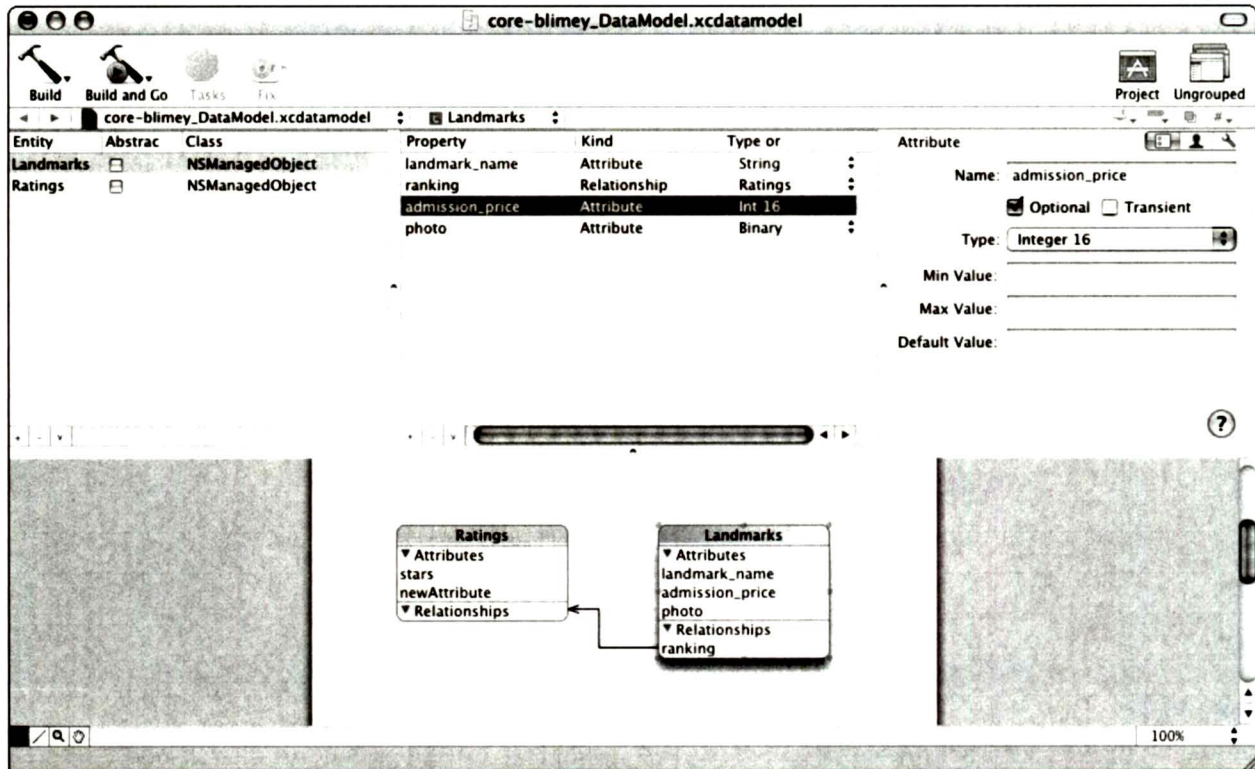 core-blimey_DataModel.xcdatamodel
Build Build and Go Tasks Fix Project Ungrouped
core-blimey_DataModel.xcdatamodel Landmarks
Entity Abstrac Class
Landmarks NSManagedObject
Ratings NSManagedObject
Property Kind Type or
landmark_name Attribute String
ranking Relationship Ratings
admission_price Attribute Int 16
photo Attribute Binary
Attribute
Name: admission_price
Optional Transient
Type: Integer 16
Min Value:
Max Value:
Default Value:
?
Ratings
Attributes
stars
newAttribute
Relationships
Landmarks
Attributes
landmark_name
admission_price
photo
Relationships
ranking
100%